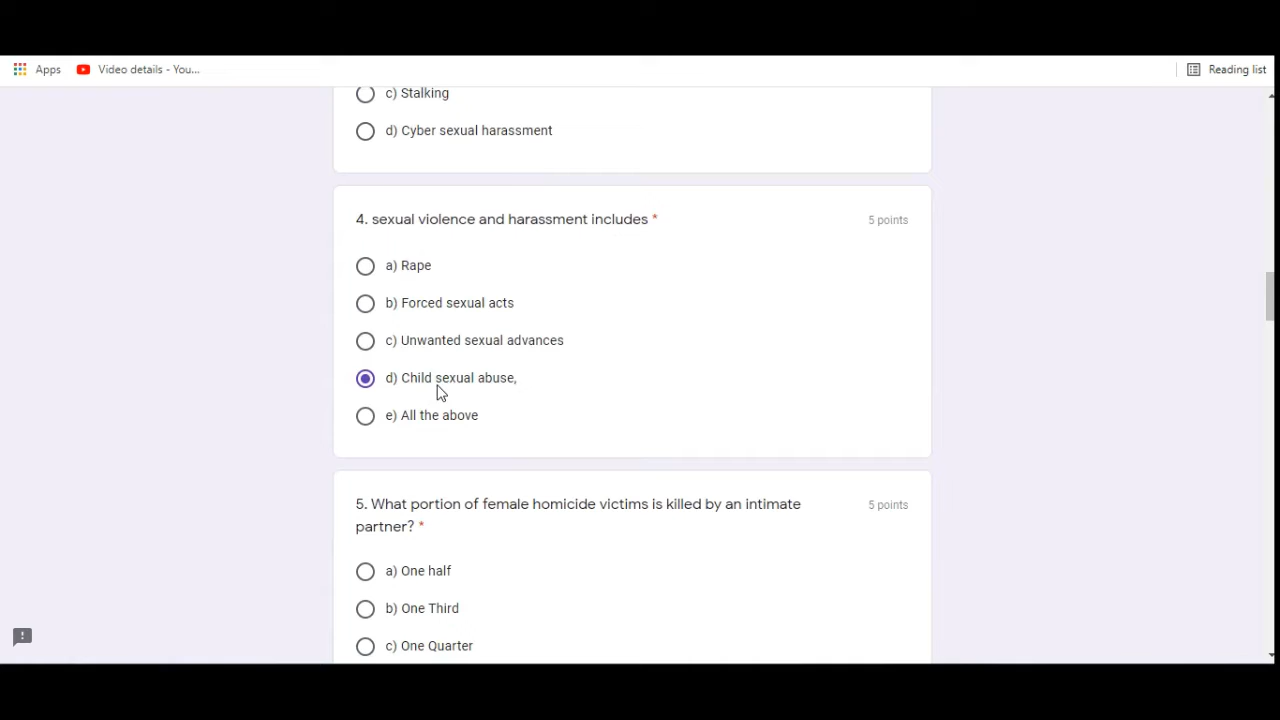 Apps
Video details - You...
Reading list
c) Stalking
d) Cyber sexual harassment
4. sexual violence and harassment includes *
5 points
a) Rape
b) Forced sexual acts
c) Unwanted sexual advances
d) Child sexual abuse,
e) All the above
5. What portion of female homicide victims is killed by an intimate
partner? *
5 points
a) One half
b) One Third
c) One Quarter